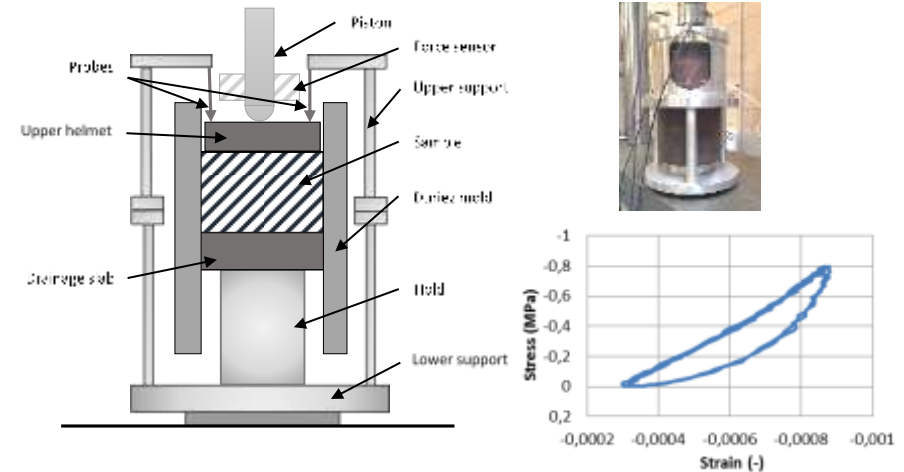 Piston
Force sensor
Probes
Upper support
Upper helmet
Sample
Duriez mold
Drainage slab
Hold
Lower support
-1
-0,8
-0,6
-0,4
-0,2
0
0,2
Stress (MPa)
-0,0002 -0,0004 -0,0006 -0,0008 -0,001
Strain (-)